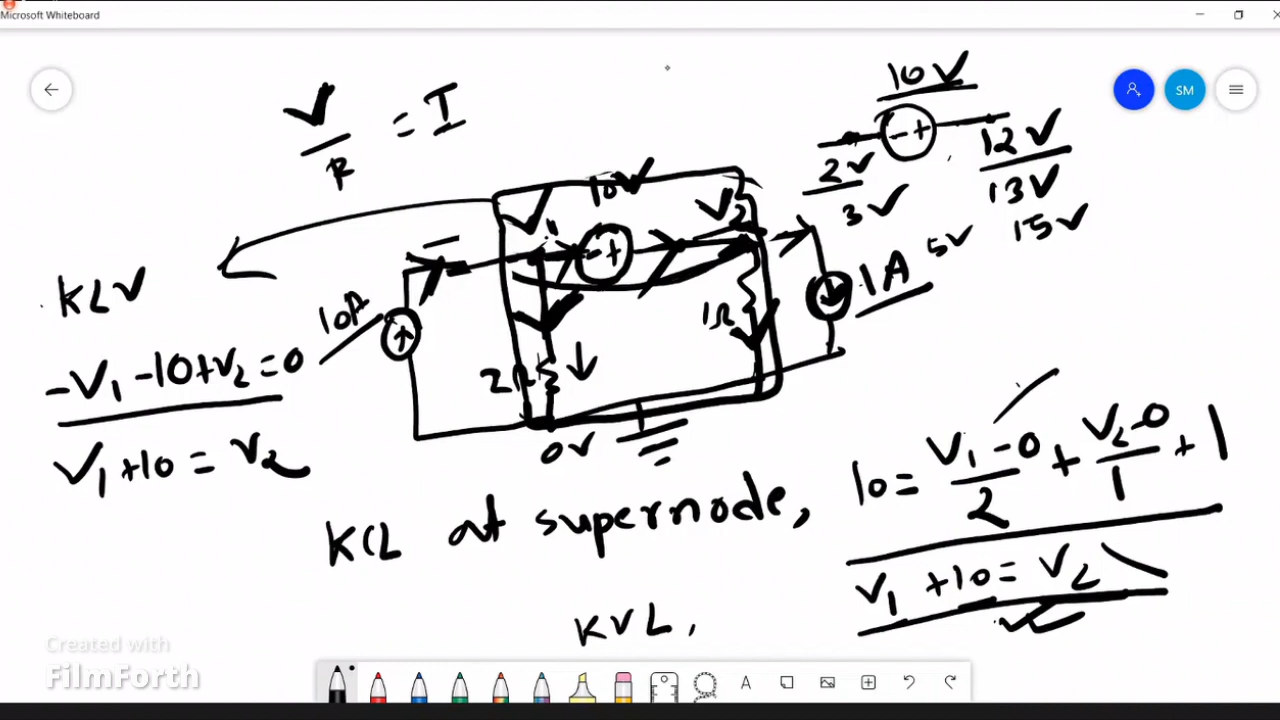 Microsoft Whiteboard
SM
V/R = I
10V
2V
12V
3V
13V
15V
5V
10V
V1
V2
10A
1A
2Ω
1Ω
0V
KLV
-V1 -10+V2 = 0
V1 +10 = V2
KCL at supernode,
10 = (V1 - 0)/2 + (V2 - 0)/1 + 1
V1 +10 = V2
KVL,
A
Created with
FilmForth